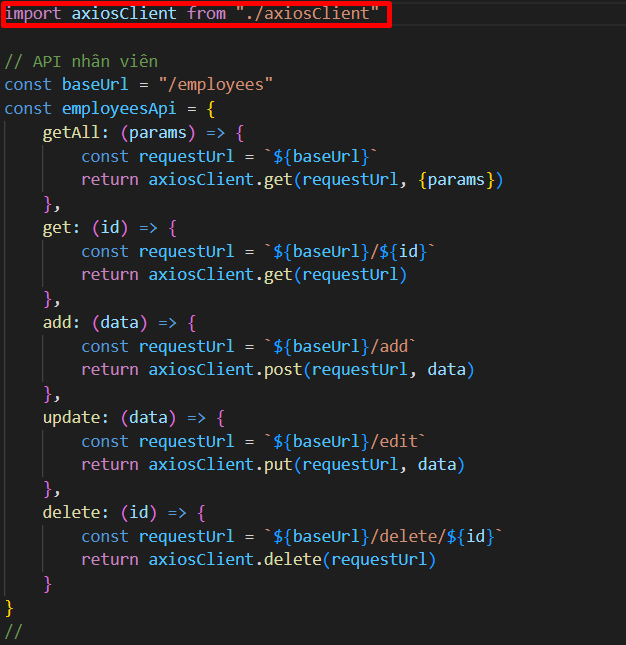 import axiosClient from "./axiosClient"
// API nhân viên
const baseUrl = "/employees"
const employeesApi = {
    getAll: (params) => {
        const requestUrl = `${baseUrl}`
        return axiosClient.get(requestUrl, {params})
    },
    get: (id) => {
        const requestUrl = `${baseUrl}/${id}`
        return axiosClient.get(requestUrl)
    },
    add: (data) => {
        const requestUrl = `${baseUrl}/add`
        return axiosClient.post(requestUrl, data)
    },
    update: (data) => {
        const requestUrl = `${baseUrl}/edit`
        return axiosClient.put(requestUrl, data)
    },
    delete: (id) => {
        const requestUrl = `${baseUrl}/delete/${id}`
        return axiosClient.delete(requestUrl)
    }
}
//